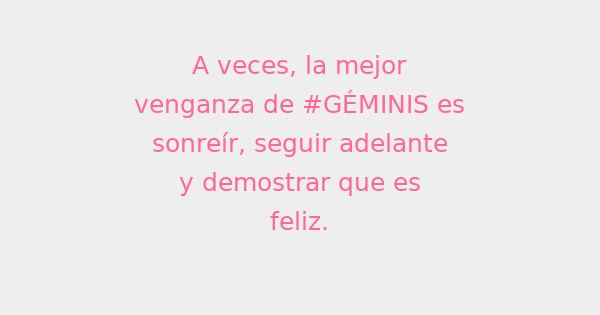 A veces, la mejor
venganza de #GÉMINIS es
sonreír, seguir adelante
y demostrar que es
feliz.